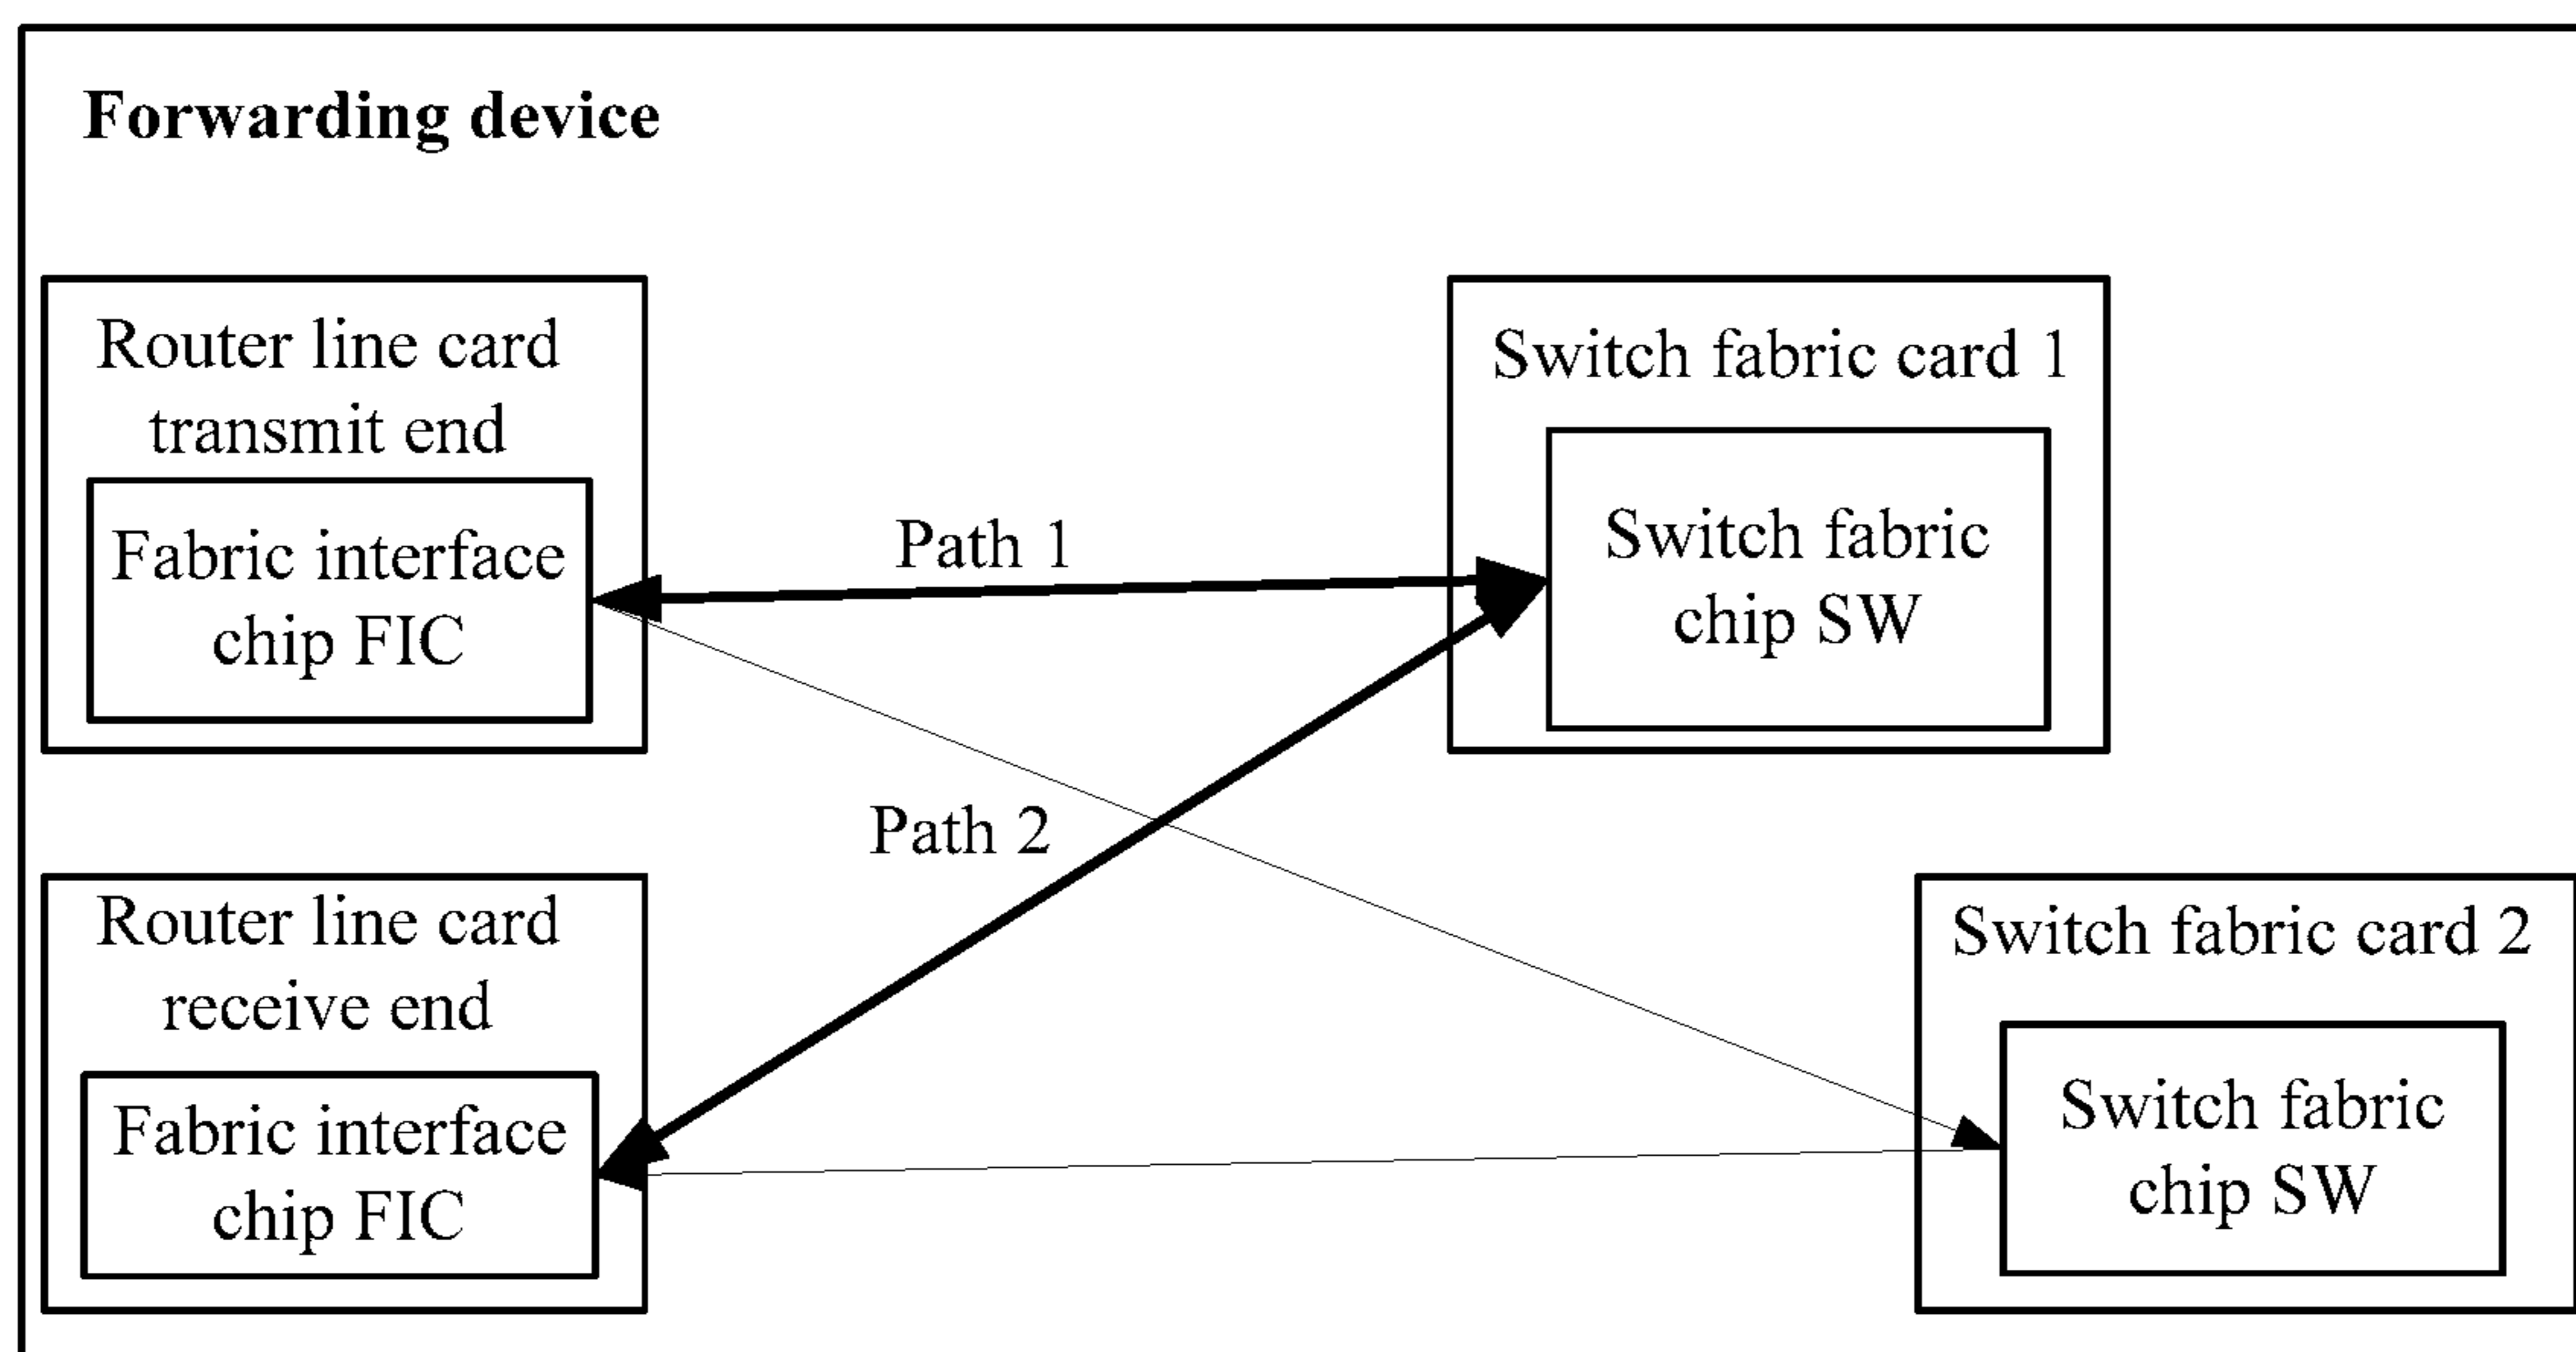 Forwarding device
Router line card
transmit end
Fabric interface
chip FIC
Path 1
Switch fabric card 1
Switch fabric
chip SW
Path 2
Router line card
receive end
Fabric interface
chip FIC
Switch fabric card 2
Switch fabric
chip SW